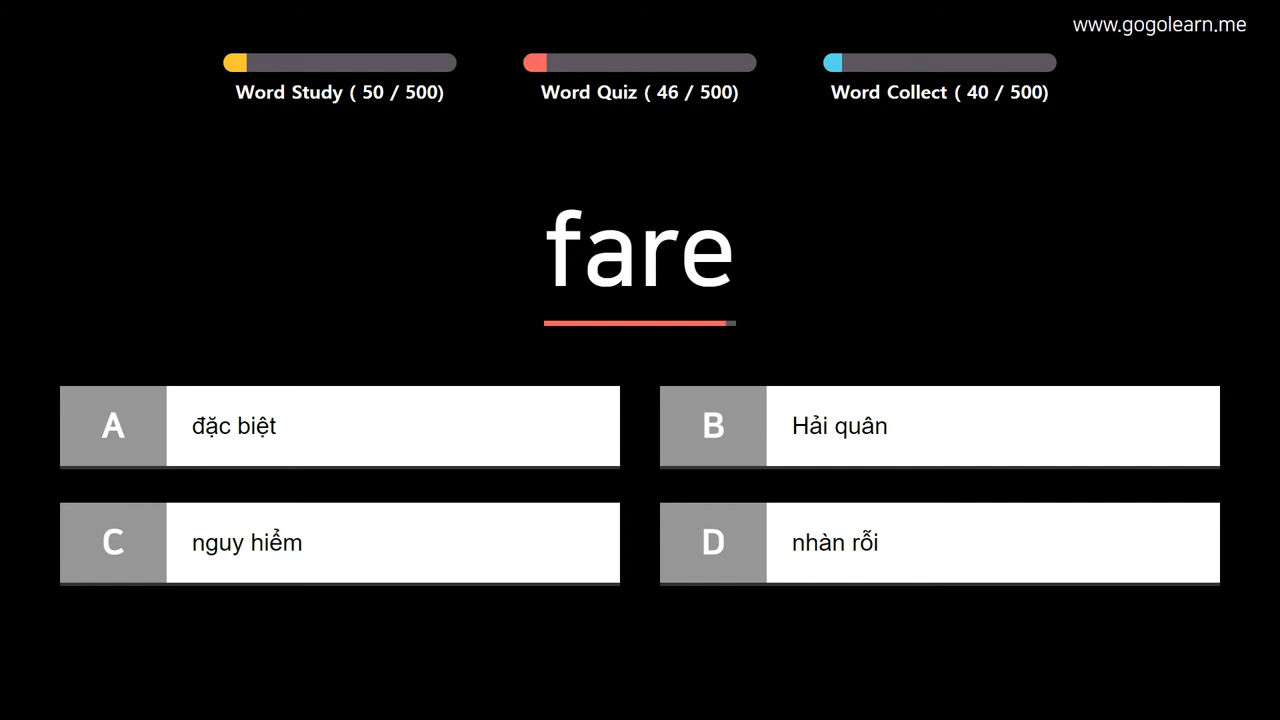 www.gogolearn.me
Word Study ( 50 / 500)
Word Quiz ( 46 / 500)
Word Collect ( 40 / 500)
fare
A đặc biệt
B Hải quân
C nguy hiểm
D nhàn rỗi